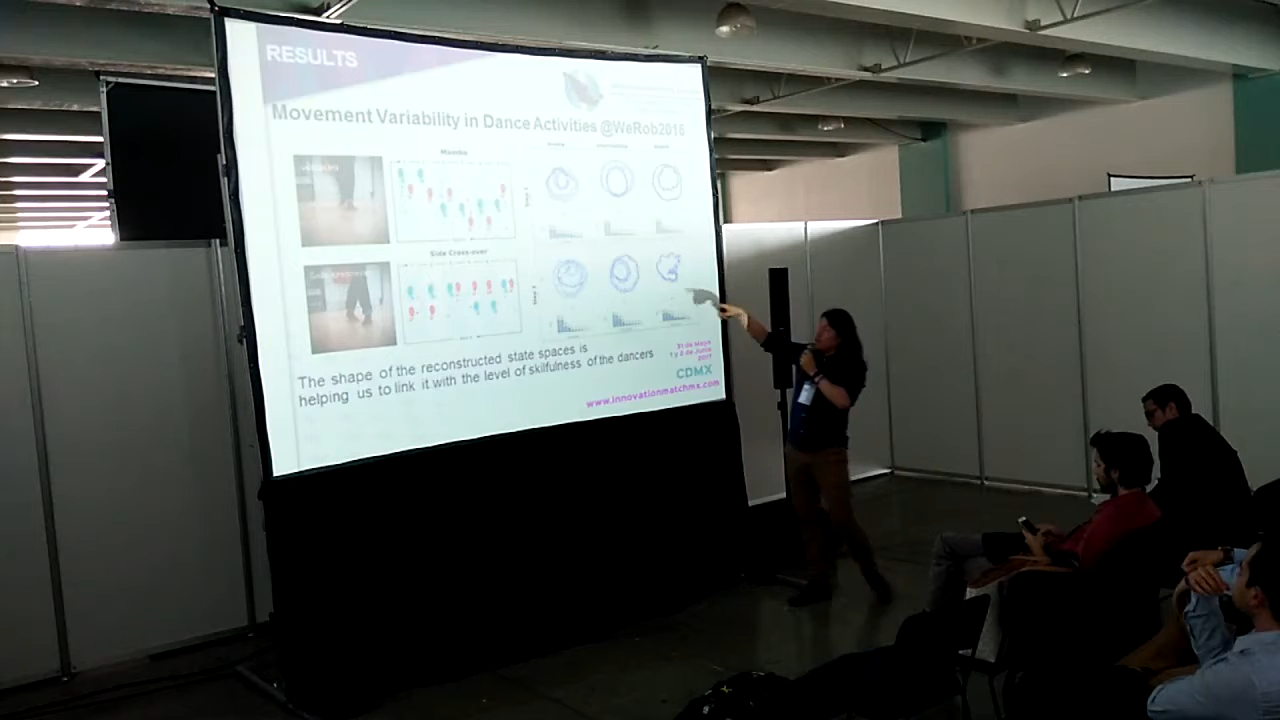 RESULTS
Movement Variability in Dance Activities @WeRob2016
Mambo
Side Cross-over
The shape of the reconstructed state spaces is
helping us to link it with the level of skilfulness of the dancers
31 de Mayo
1 y 2 de Junio
2017
CDMX
www.innovationmatchmx.com